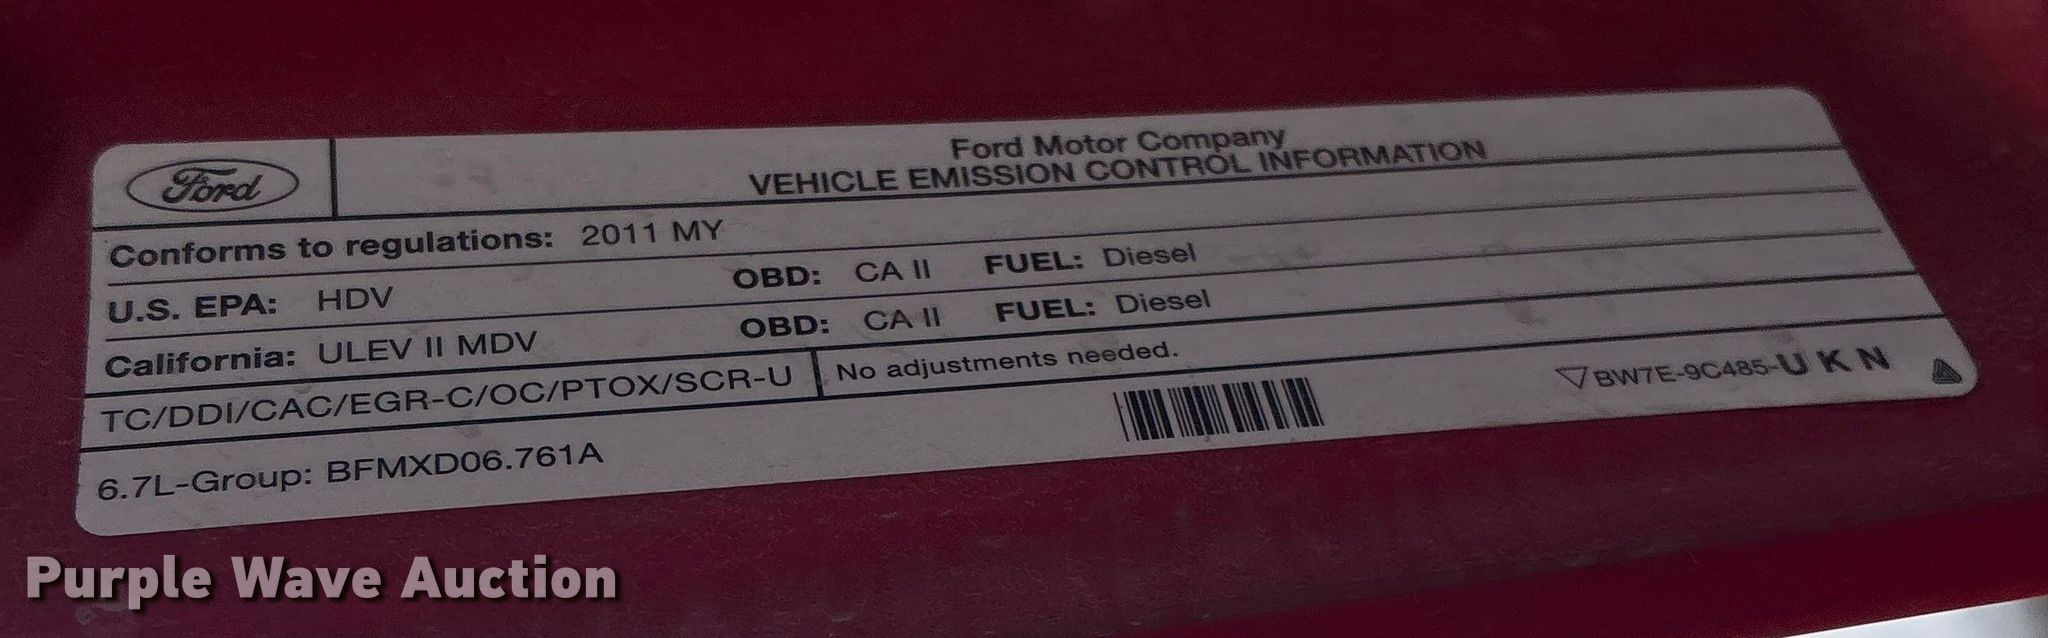 Ford
Ford Motor Company
VEHICLE EMISSION CONTROL INFORMATION
Conforms to regulations: 2011 MY
U.S. EPA: HDV OBD: CA II FUEL: Diesel
California: ULEV II MDV OBD: CA II FUEL: Diesel
TC/DDI/CAC/EGR-C/OC/PTOX/SCR-U No adjustments needed.
6.7L-Group: BFMXD06.761A
BW7E-9C485-UKN
Purple Wave Auction